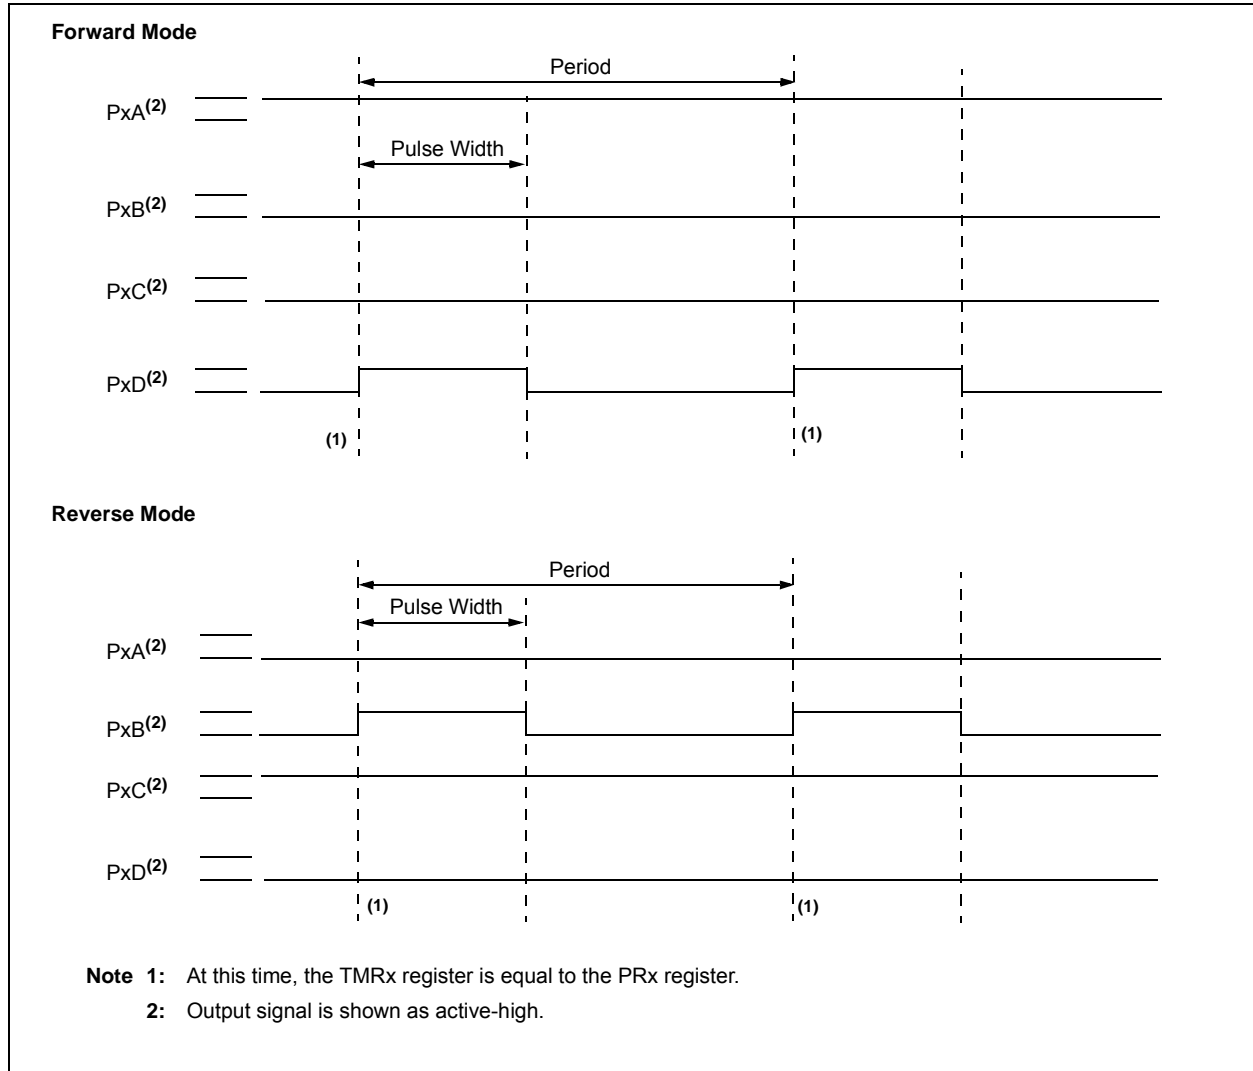 Forward Mode
Period
PxA(2)
Pulse Width
PxB(2)
PxC(2)
PxD(2)
(1)
(1)
Reverse Mode
Period
Pulse Width
PxA(2)
PxB(2)
PxC(2)
PxD(2)
(1)
(1)
Note 1: At this time, the TMRx register is equal to the PRx register.
2: Output signal is shown as active-high.